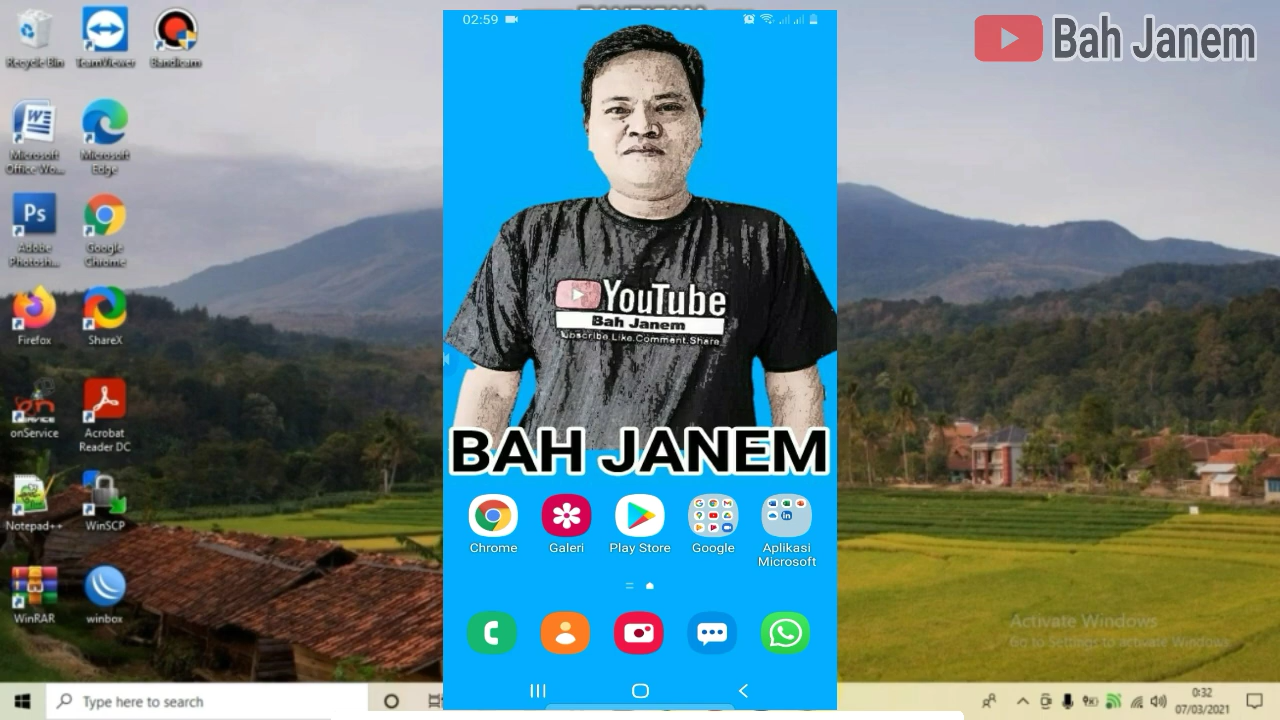 02:59
Bah Janem
Recycle Bin
TeamViewer
Bandicam
Microsoft
Office Wo...
Microsoft
Edge
Ps
Adobe
Photosh...
Google
Chrome
Firefox
ShareX
onService
Acrobat
Reader DC
Notepad++
WinSCP
WinRAR
winbox
YouTube
Bah Janem
Subscribe.Like.Comment.Share
BAH JANEM
Chrome
Galeri
Play Store
Google
Aplikasi
Microsoft
Activate Windows
Go to Settings to activate Windows.
Type here to search
0:32
07/03/2021